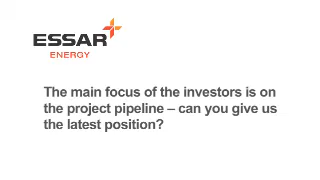 ESSAR
ENERGY
The main focus of the investors is on
the project pipeline – can you give us
the latest position?